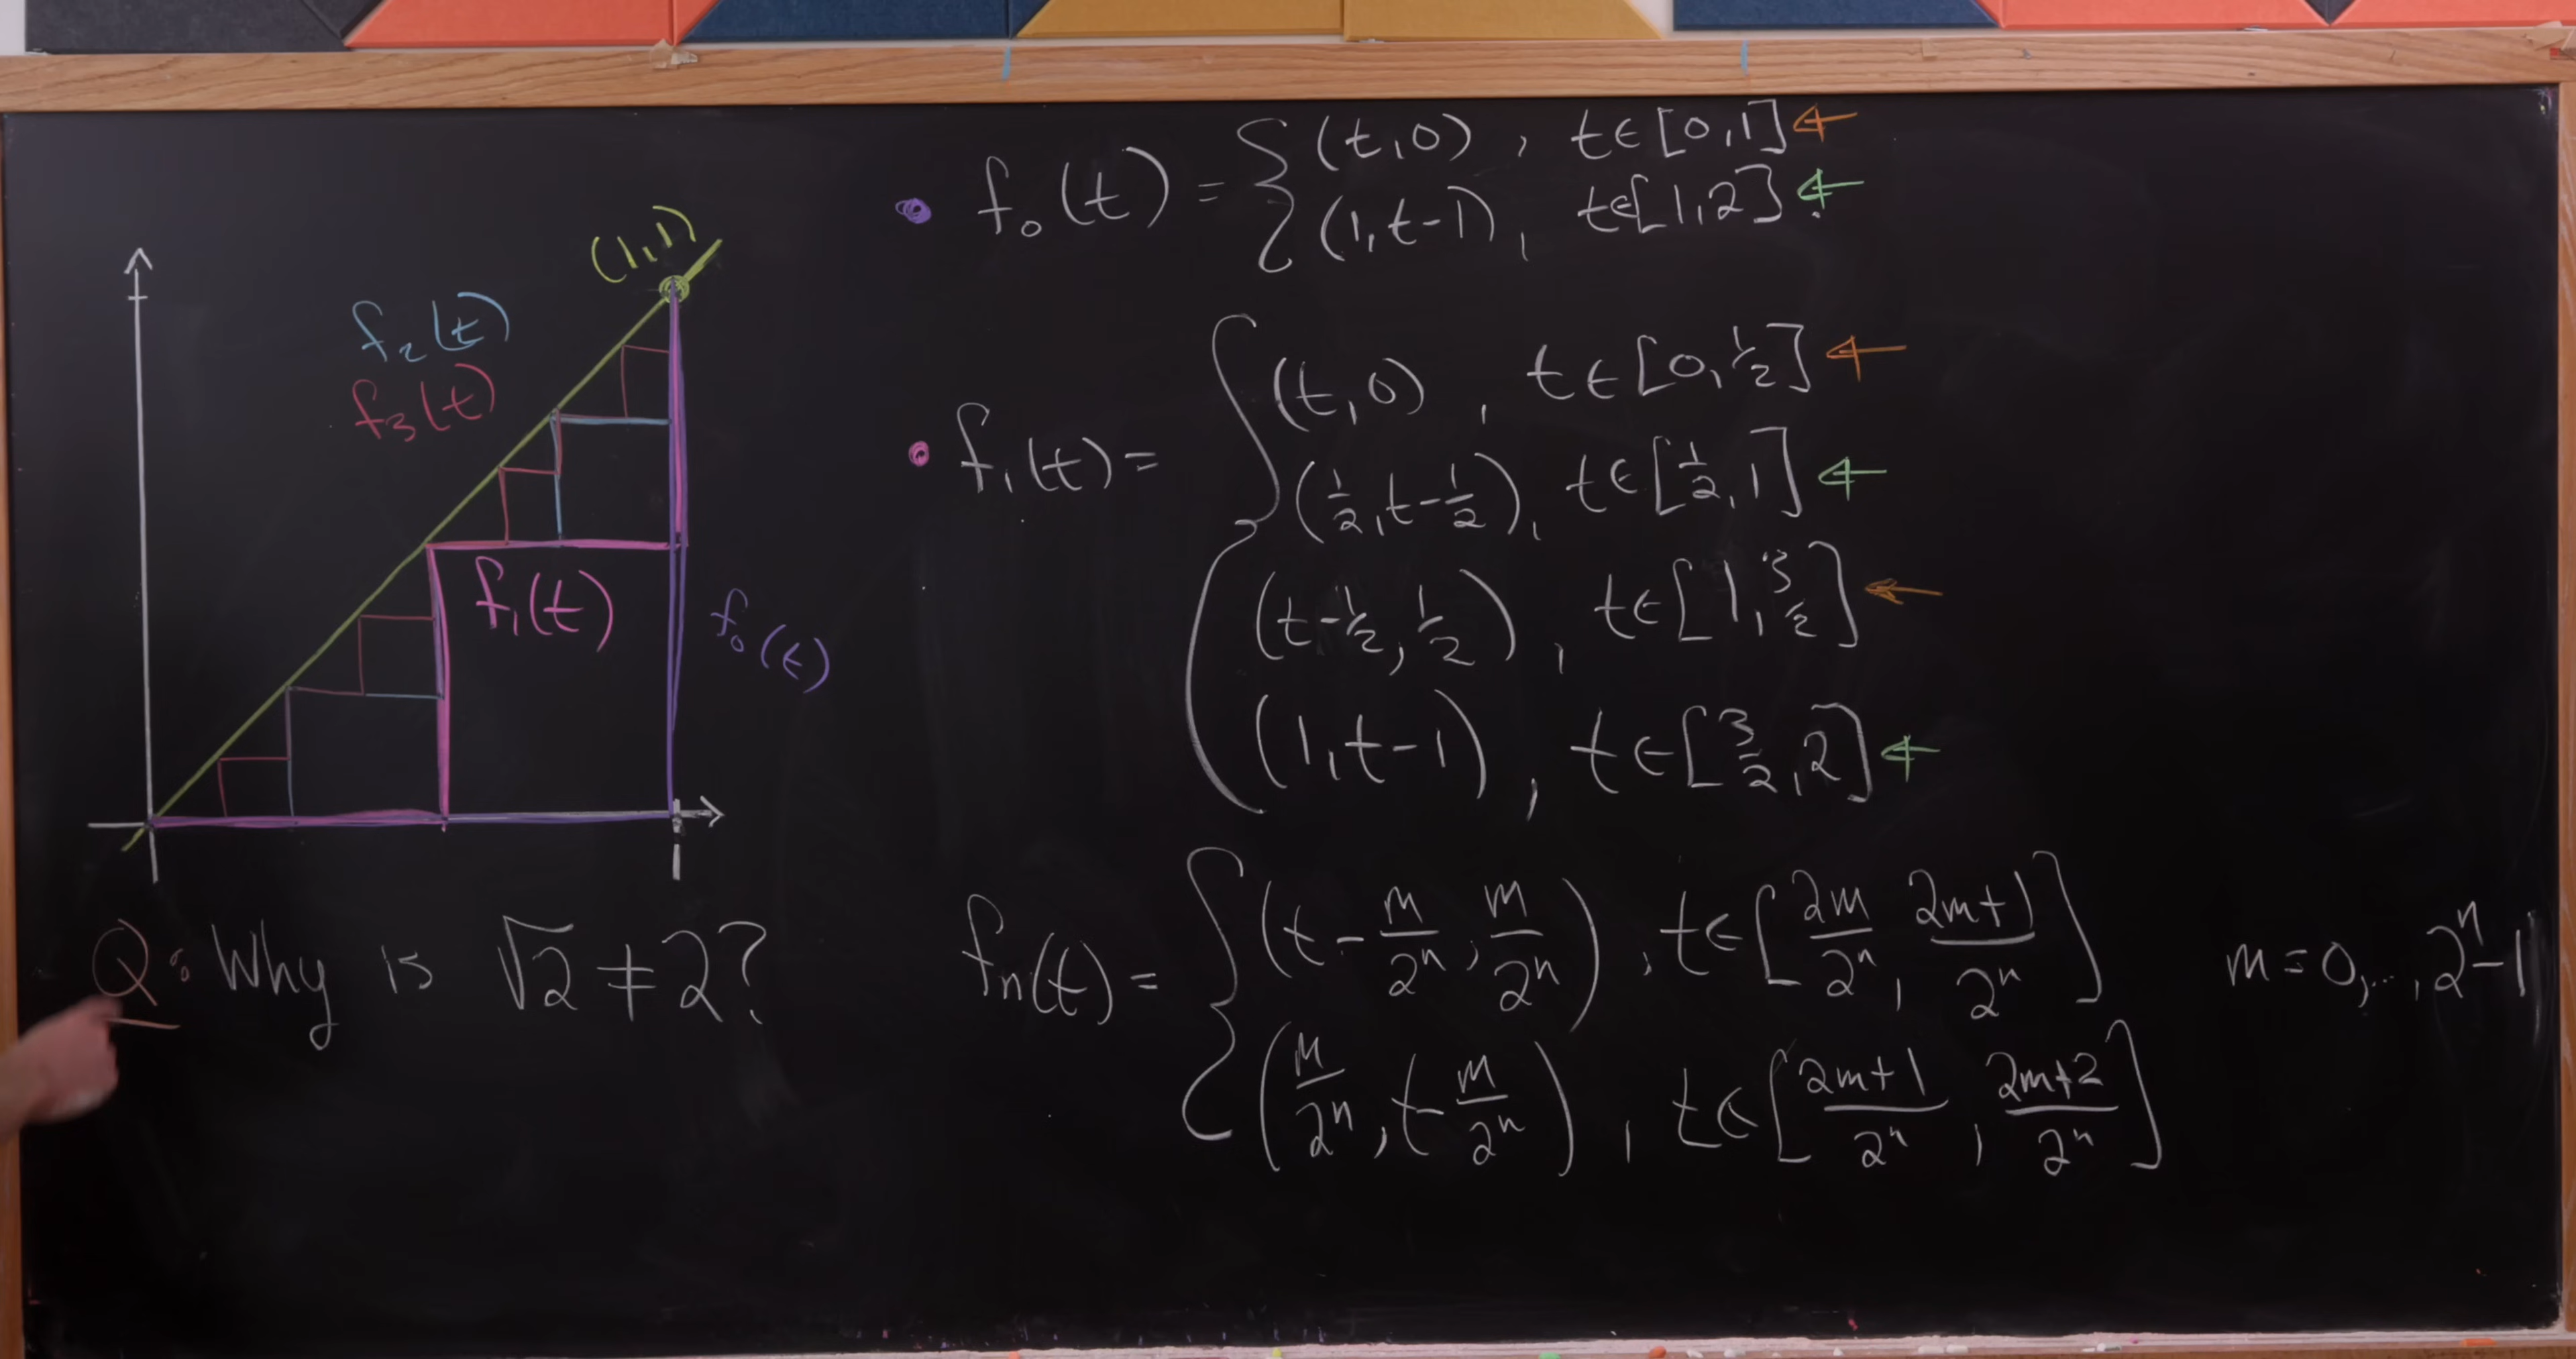 (1,1)
f₂(t)
f₃(t)
f₁(t)
f₀(t)
1
Q: Why is √2 ≠ 2?
• f₀(t) = { (t,0), t∈[0,1] ←
(1,t-1), t∈[1,2] ←
• f₁(t) = { (t,0), t∈[0,1/2] ←
(1/2,t-1/2), t∈[1/2,1] ←
(t-1/2,1/2), t∈[1,3/2] ←
(1,t-1), t∈[3/2,2] ←
fₙ(t) = { (t-m/2ⁿ,m/2ⁿ), t∈[2m/2ⁿ,2m+1/2ⁿ] m=0,...,2ⁿ-1
(m/2ⁿ,t-m/2ⁿ), t∈[2m+1/2ⁿ,2m+2/2ⁿ]